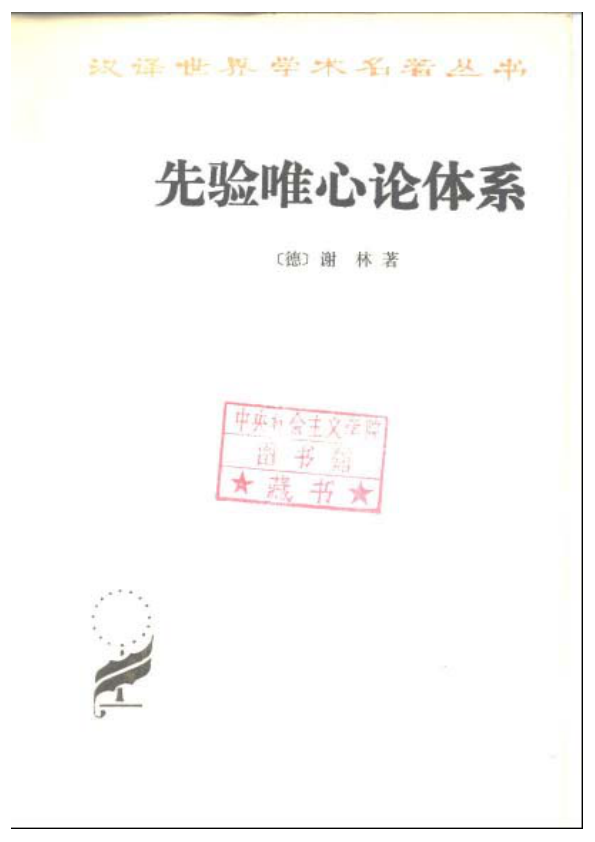 汉译世界学术名著丛书
先验唯心论体系
〔德〕谢 林 著
中央社会主义学院
图书馆
★藏书★